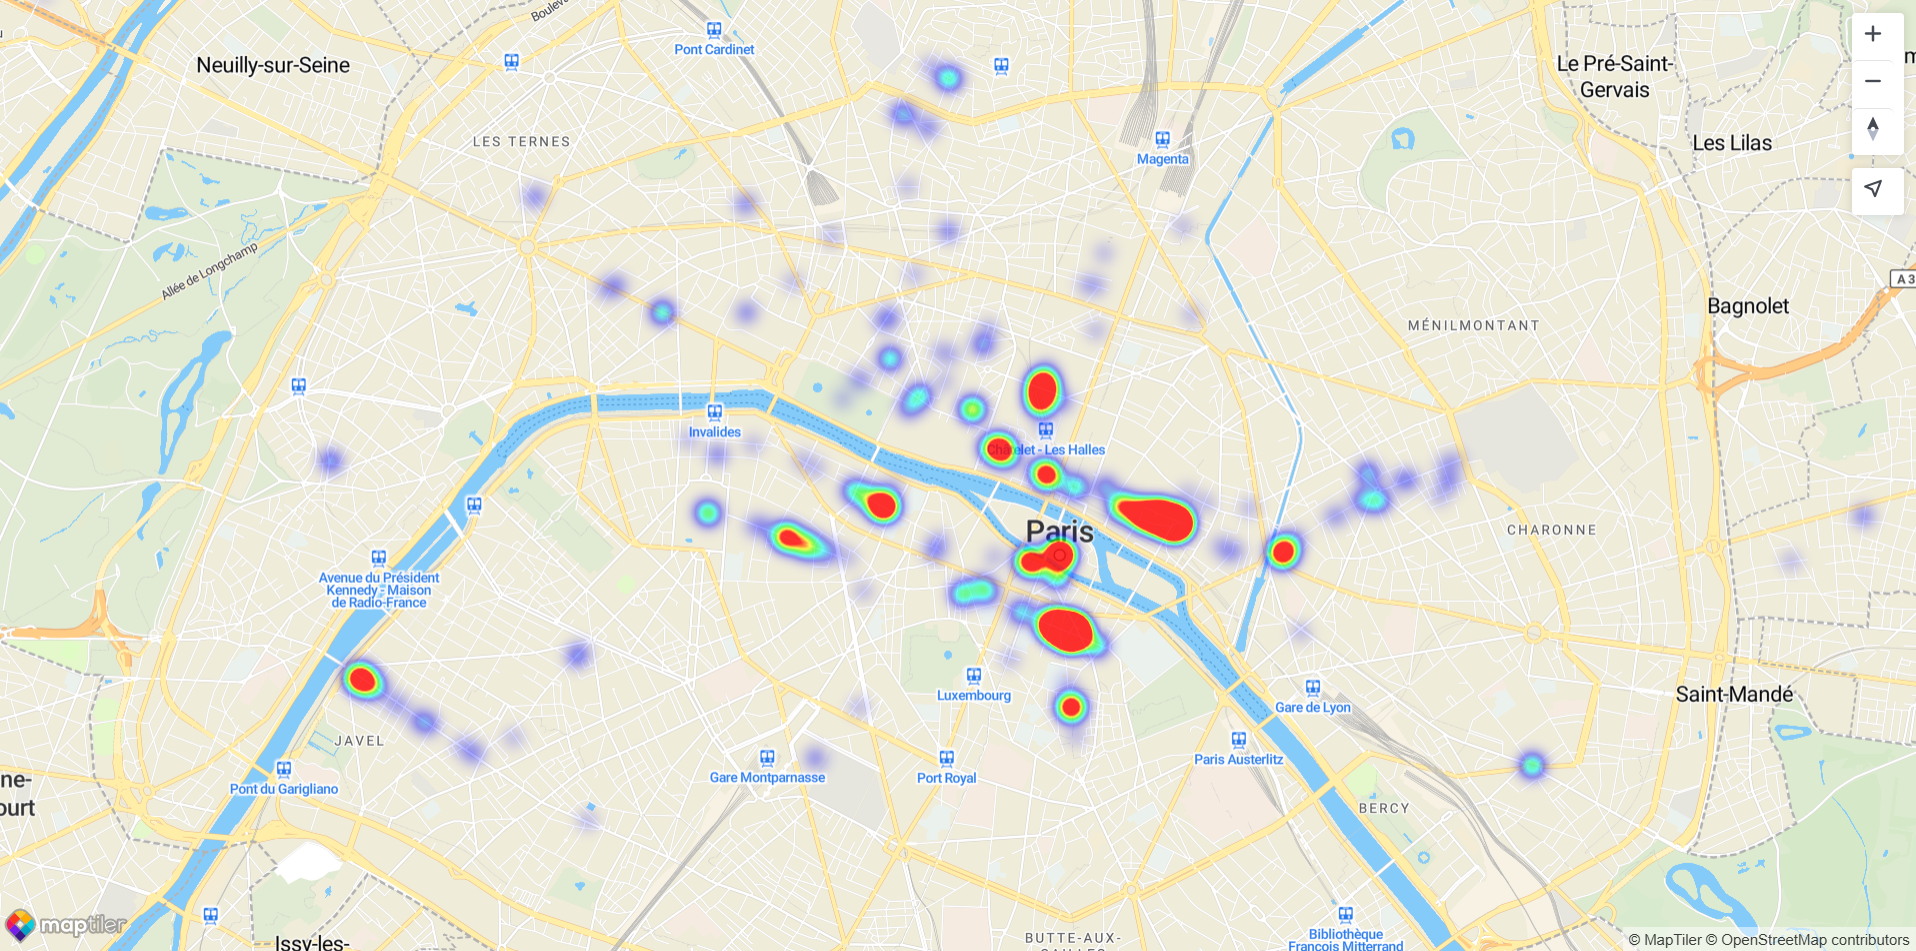 Boulev
Pont Cardinet
Neuilly-sur-Seine
Le Pré-Saint-
Gervais
LES TERNES
Magenta
Les Lilas
Allée de Longchamp
A 3
Bagnolet
MÉNILMONTANT
Invalides
Châtelet - Les Halles
Paris
CHARONNE
Avenue du Président
Kennedy - Maison
de Radio-France
Luxembourg
Saint-Mandé
Gare de Lyon
JAVEL
Paris Austerlitz
Gare Montparnasse
Port Royal
Pont du Garigliano
ne-
ourt
BERCY
maptiler
Issy-les-
BUTTE-AUX-
CAILLES
Bibliothèque
François Mitterrand
© MapTiler © OpenStreetMap contributors